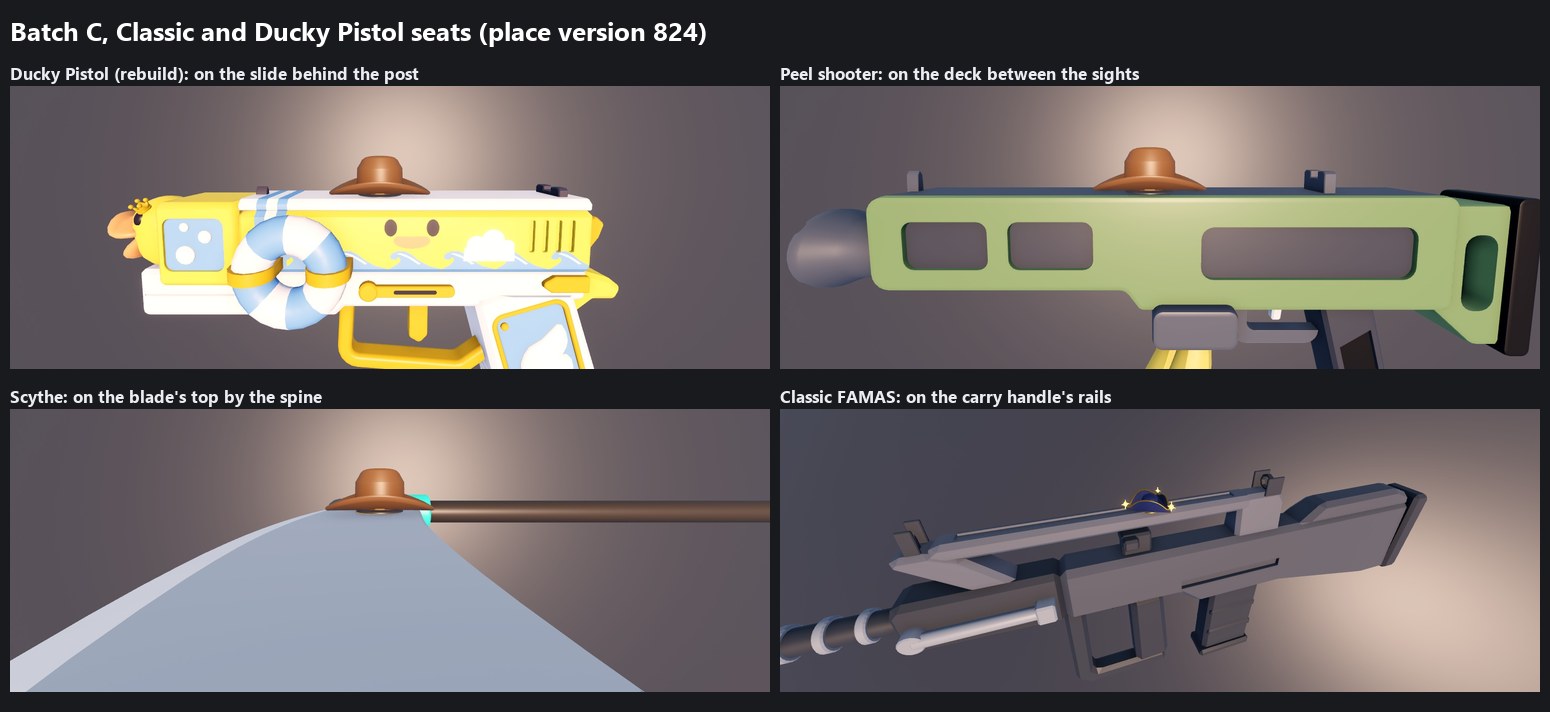 Batch C, Classic and Ducky Pistol seats (place version 824)
Ducky Pistol (rebuild): on the slide behind the post
Peel shooter: on the deck between the sights
Scythe: on the blade's top by the spine
Classic FAMAS: on the carry handle's rails